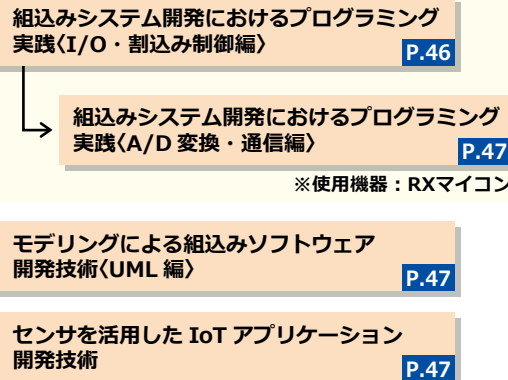 組込みシステム開発におけるプログラミング
実践〈I/O・割込み制御編〉
P.46
組込みシステム開発におけるプログラミング
実践〈A/D 変換・通信編〉
P.47
※使用機器：RXマイコン
モデリングによる組込みソフトウェア
開発技術〈UML 編〉
P.47
センサを活用した IoT アプリケーション
開発技術
P.47